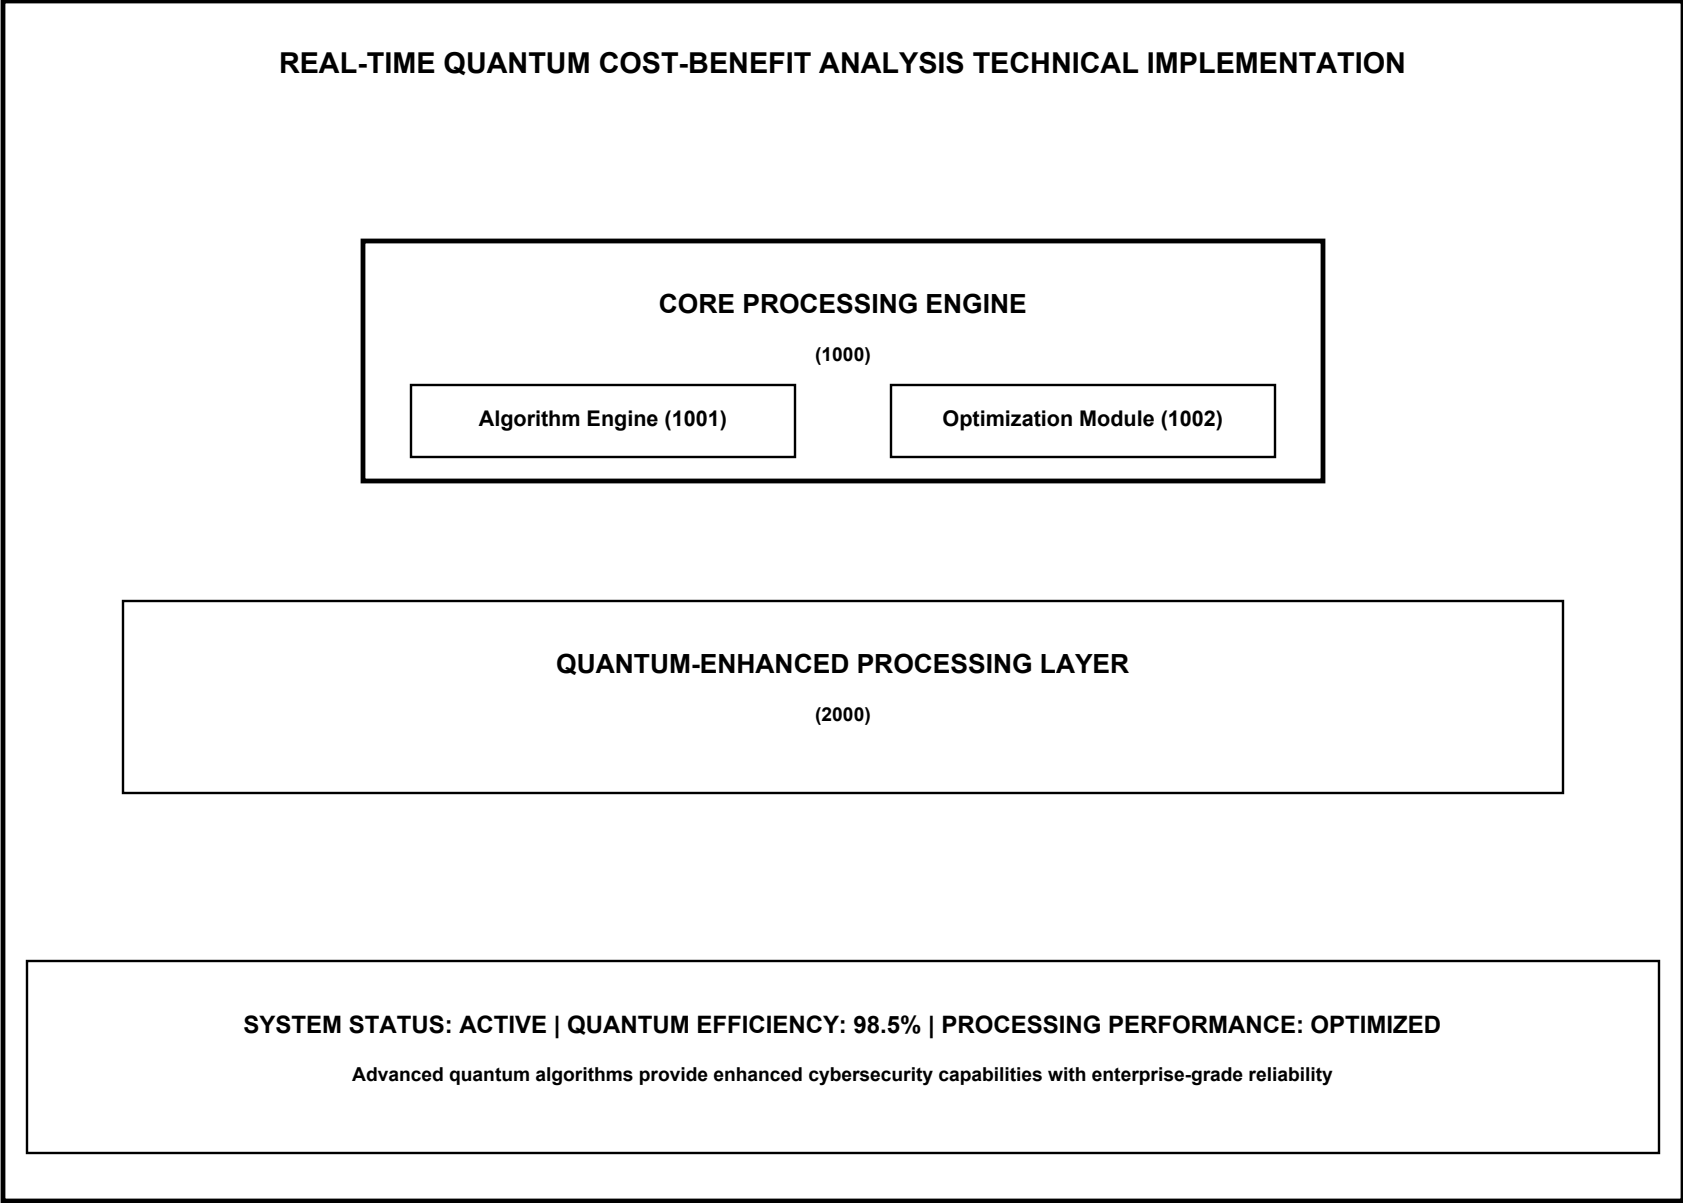 REAL-TIME QUANTUM COST-BENEFIT ANALYSIS TECHNICAL IMPLEMENTATION
CORE PROCESSING ENGINE
(1000)
Algorithm Engine (1001)
Optimization Module (1002)
QUANTUM-ENHANCED PROCESSING LAYER
(2000)
SYSTEM STATUS: ACTIVE | QUANTUM EFFICIENCY: 98.5% | PROCESSING PERFORMANCE: OPTIMIZED
Advanced quantum algorithms provide enhanced cybersecurity capabilities with enterprise-grade reliability